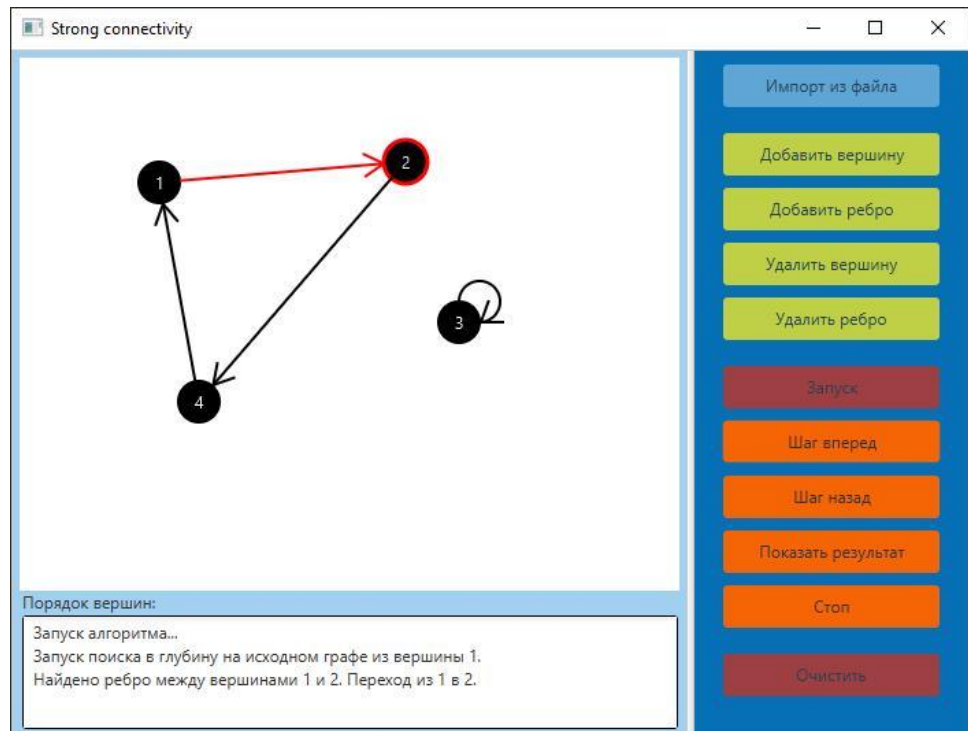 Strong connectivity
Импорт из файла
Добавить вершину
Добавить ребро
Удалить вершину
Удалить ребро
Запуск
Шаг вперед
Шаг назад
Показать результат
Стоп
Очистить
1
2
3
4
Порядок вершин:
Запуск алгоритма...
Запуск поиска в глубину на исходном графе из вершины 1.
Найдено ребро между вершинами 1 и 2. Переход из 1 в 2.